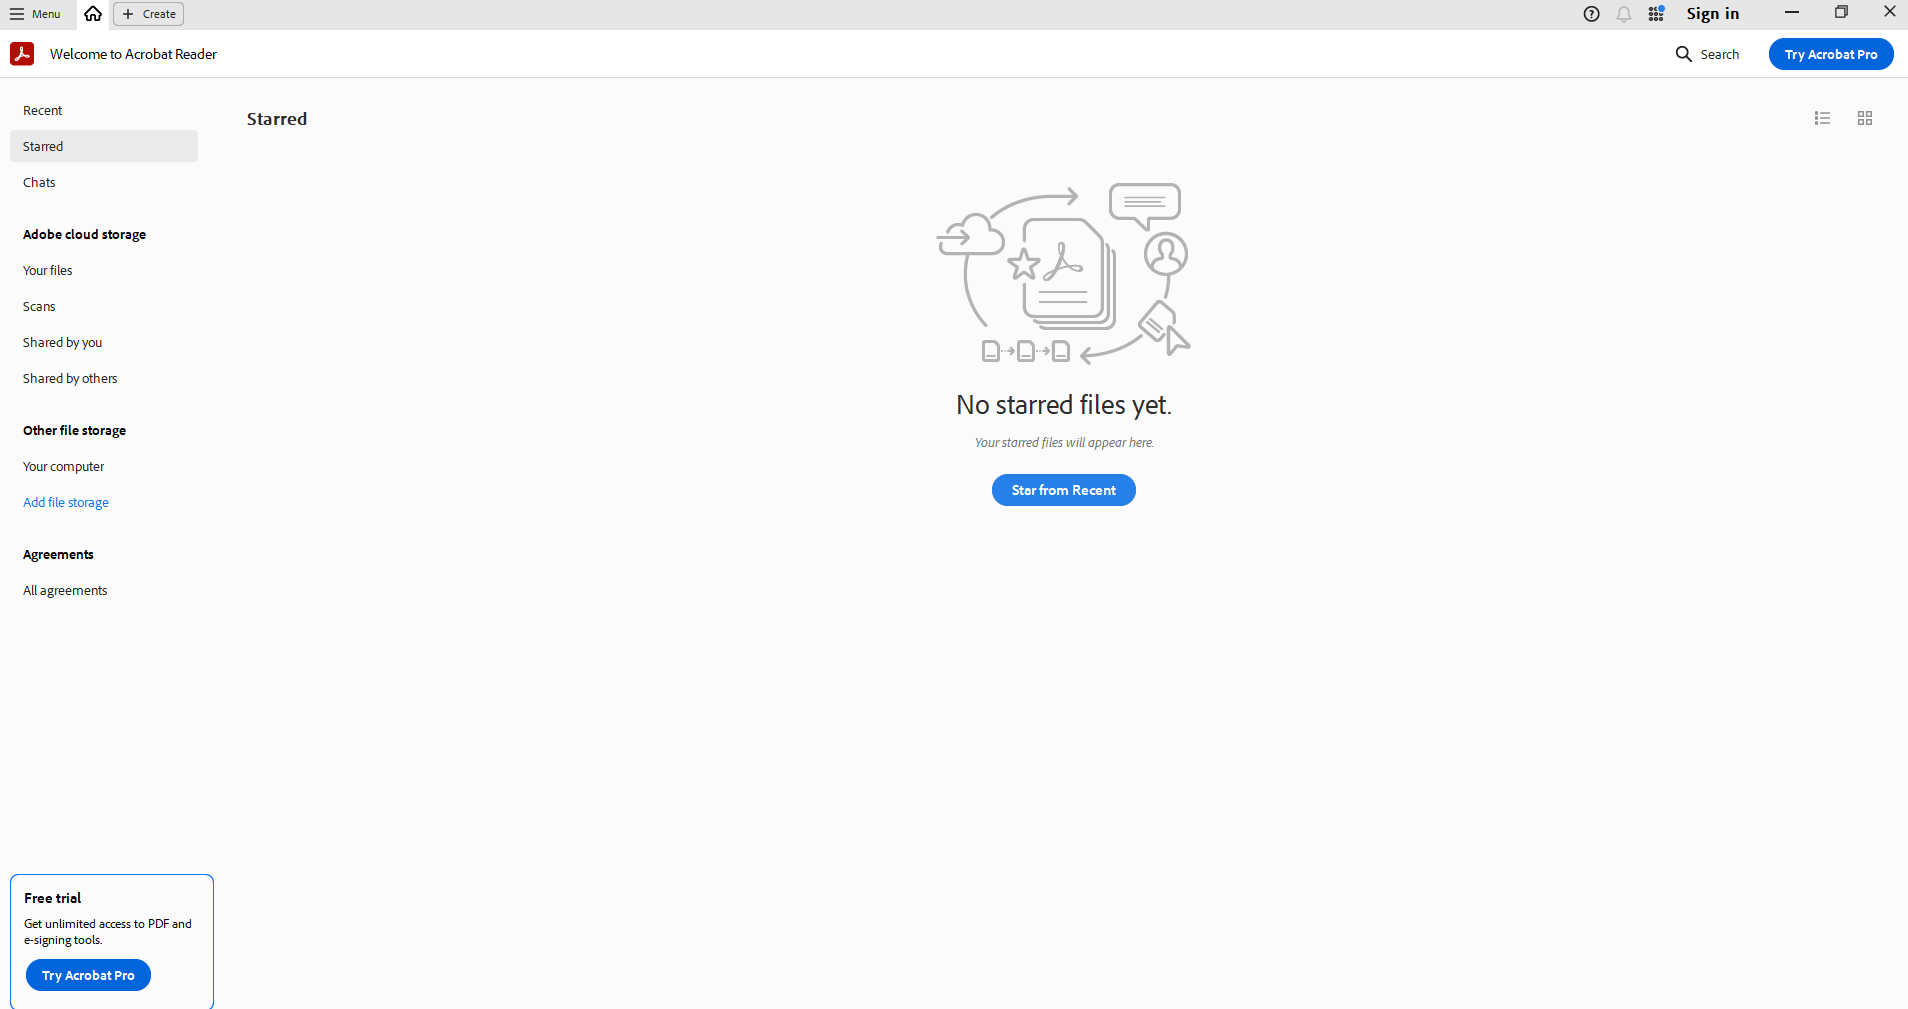 Menu
Create
Sign in
Welcome to Acrobat Reader
Search
Try Acrobat Pro
Recent
Starred
Chats
Adobe cloud storage
Your files
Scans
Shared by you
Shared by others
Other file storage
Your computer
Add file storage
Agreements
All agreements
Free trial
Get unlimited access to PDF and
e-signing tools.
Try Acrobat Pro
Starred
No starred files yet.
Your starred files will appear here.
Star from Recent